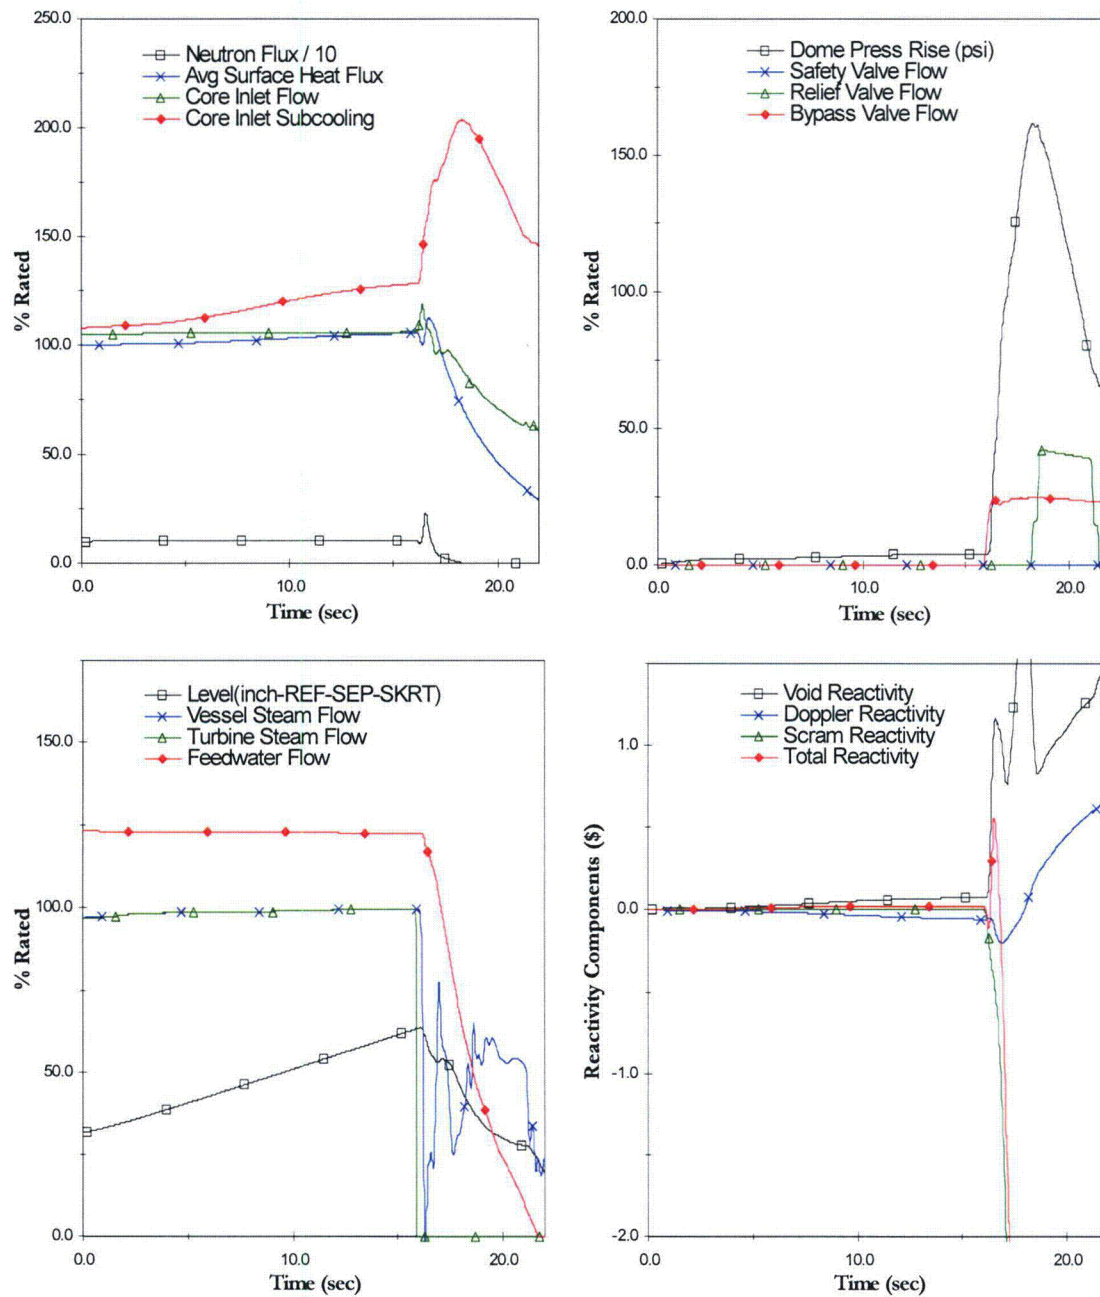 250.0
200.0
150.0
100.0
50.0
0.0
% Rated
Neutron Flux / 10
Avg Surface Heat Flux
Core Inlet Flow
Core Inlet Subcooling
0.0 10.0 20.0
Time (sec)
200.0
150.0
100.0
50.0
0.0
% Rated
Dome Press Rise (psi)
Safety Valve Flow
Relief Valve Flow
Bypass Valve Flow
0.0 10.0 20.0
Time (sec)
150.0
100.0
50.0
0.0
% Rated
Level(inch-REF-SEP-SKRT)
Vessel Steam Flow
Turbine Steam Flow
Feedwater Flow
0.0 10.0 20.0
Time (sec)
1.0
0.0
-1.0
-2.0
Reactivity Components ($)
Void Reactivity
Doppler Reactivity
Scram Reactivity
Total Reactivity
0.0 10.0 20.0
Time (sec)